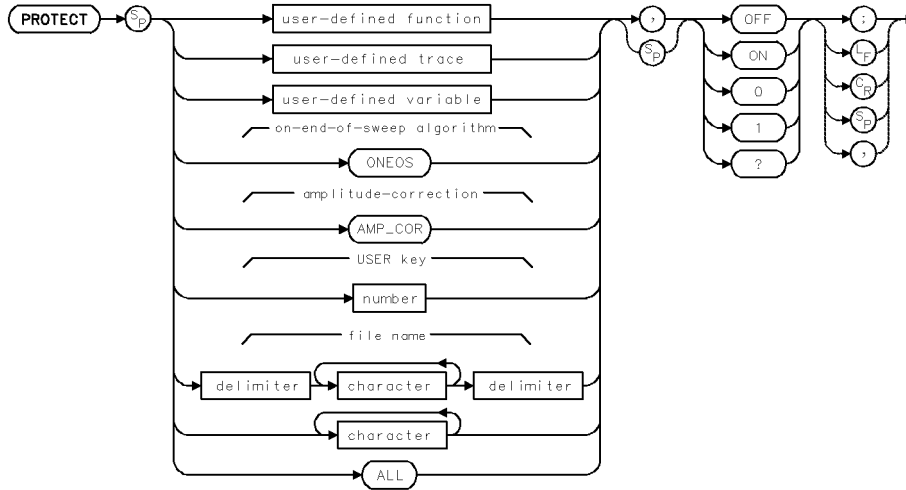 PROTECT SP user-defined function , OFF ;
user-defined trace SP ON LF
user-defined variable 0 CR
on-end-of-sweep algorithm 1 SP
ONEOS ? ,
amplitude-correction
AMP_COR
USER key
number
file name
delimiter character delimiter
character
ALL